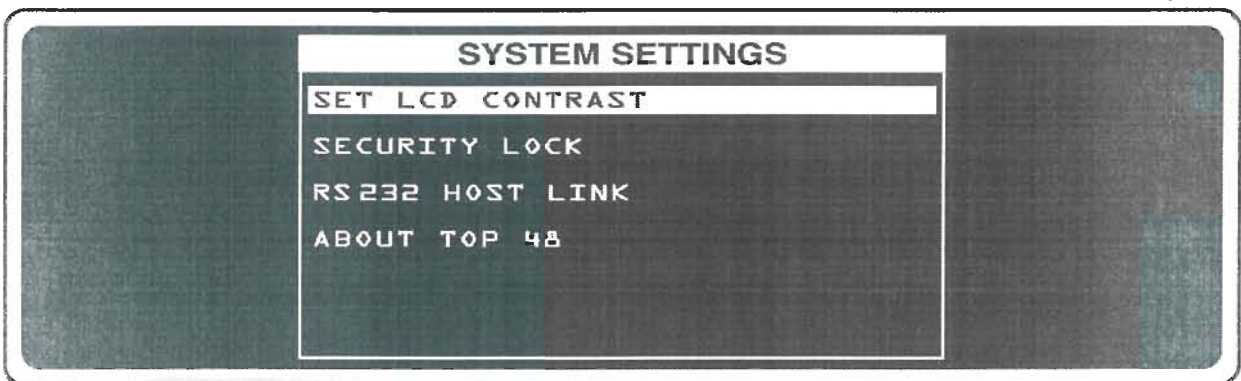 SYSTEM SETTINGS
SET LCD CONTRAST
SECURITY LOCK
RS232 HOST LINK
ABOUT TOP 48